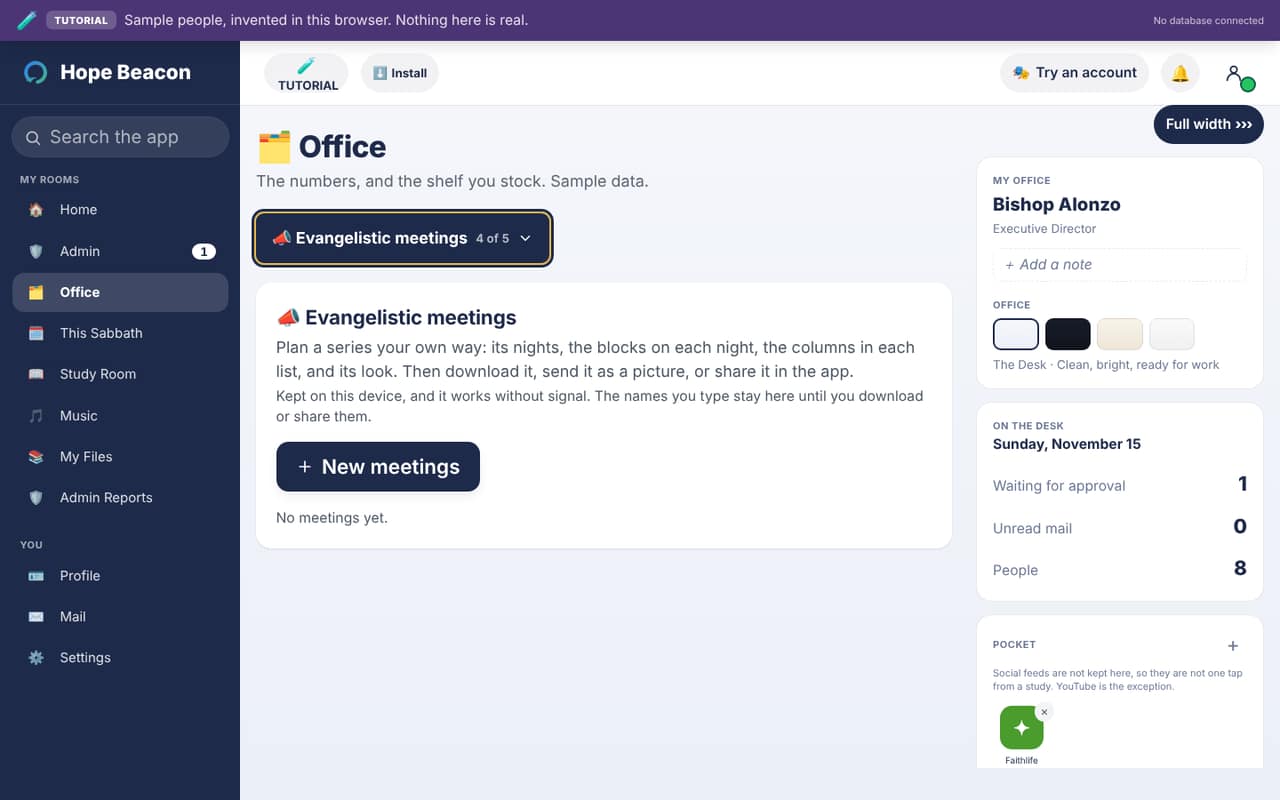 TUTORIAL Sample people, invented in this browser. Nothing here is real.
No database connected
Hope Beacon
Search the app
MY ROOMS
Home
Admin 1
Office
This Sabbath
Study Room
Music
My Files
Admin Reports
YOU
Profile
Mail
Settings
TUTORIAL
Install
Try an account
Full width ›››
Office
The numbers, and the shelf you stock. Sample data.
Evangelistic meetings 4 of 5
Evangelistic meetings
Plan a series your own way: its nights, the blocks on each night, the columns in each
list, and its look. Then download it, send it as a picture, or share it in the app.
Kept on this device, and it works without signal. The names you type stay here until you download
or share them.
+ New meetings
No meetings yet.
MY OFFICE
Bishop Alonzo
Executive Director
+ Add a note
OFFICE
The Desk · Clean, bright, ready for work
ON THE DESK
Sunday, November 15
Waiting for approval 1
Unread mail 0
People 8
POCKET +
Social feeds are not kept here, so they are not one tap
from a study. YouTube is the exception.
×
Faithlife